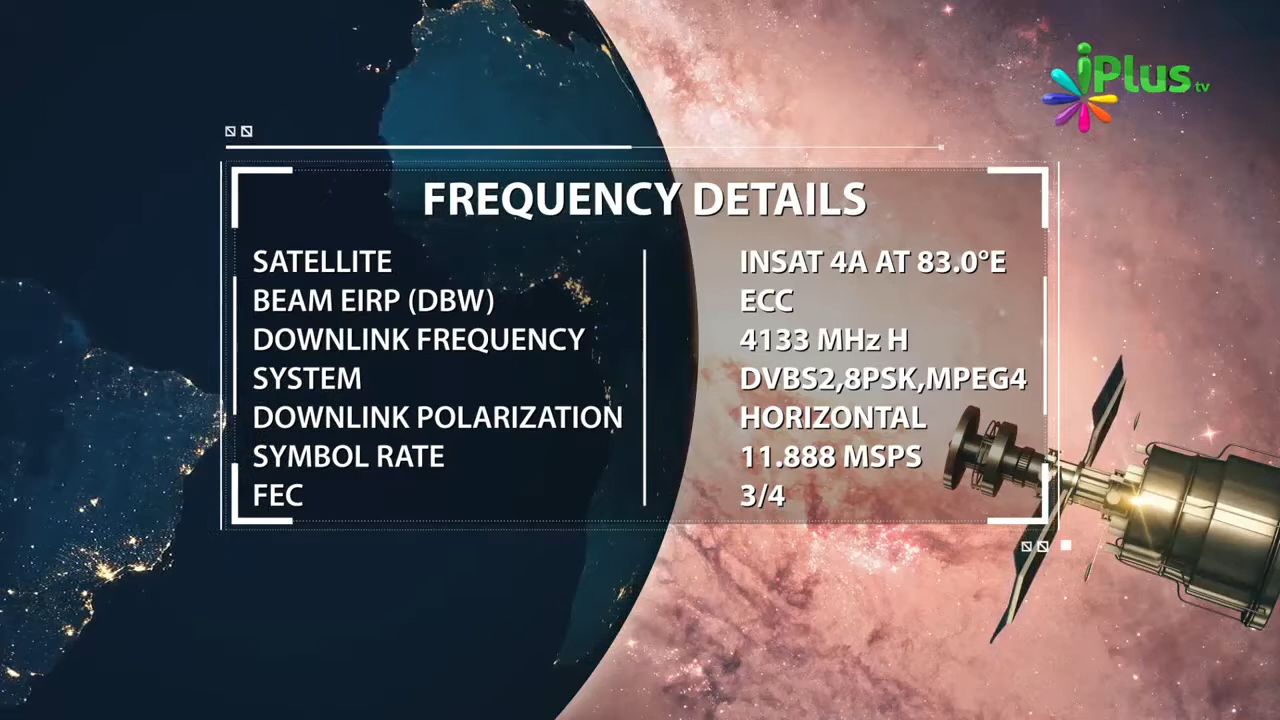 iPlus tv
FREQUENCY DETAILS
SATELLITE INSAT 4A AT 83.0°E
BEAM EIRP (DBW) ECC
DOWNLINK FREQUENCY 4133 MHz H
SYSTEM DVBS2,8PSK,MPEG4
DOWNLINK POLARIZATION HORIZONTAL
SYMBOL RATE 11.888 MSPS
FEC 3/4